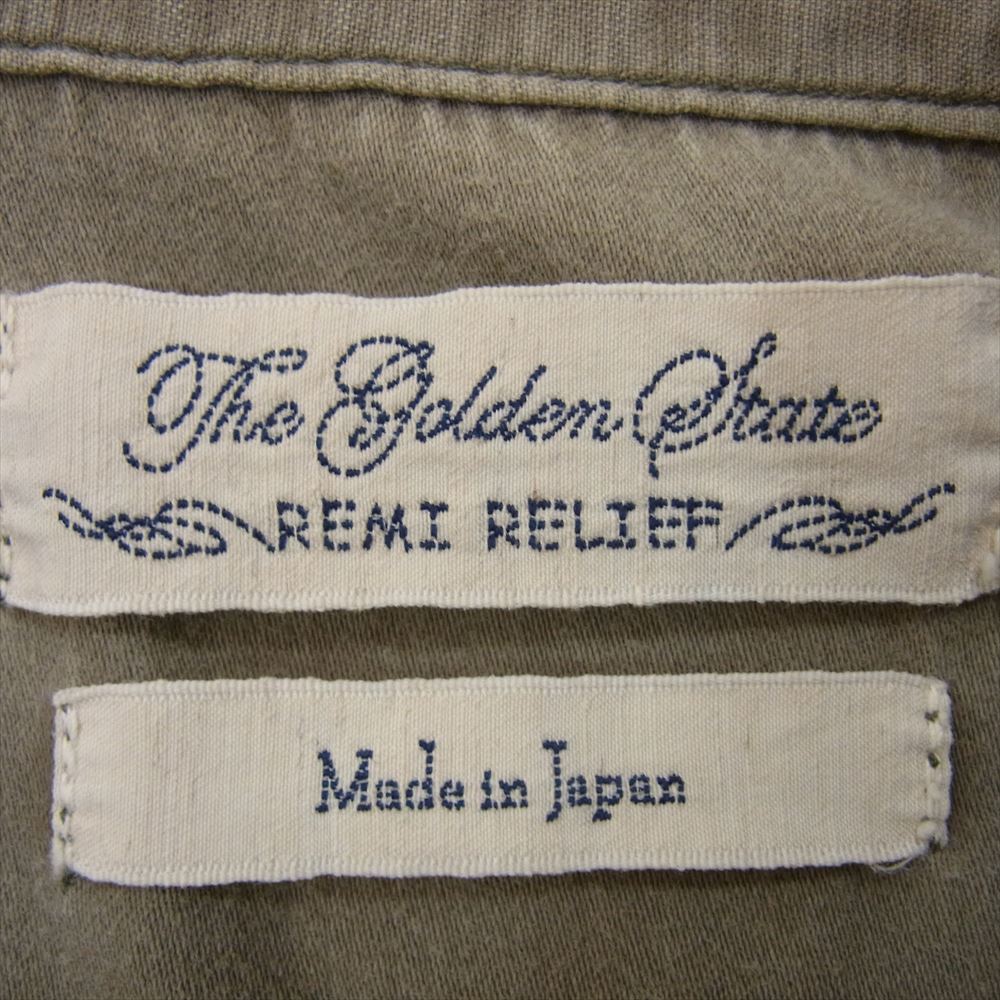 The Golden State
REMI RELIEF
Made in Japan